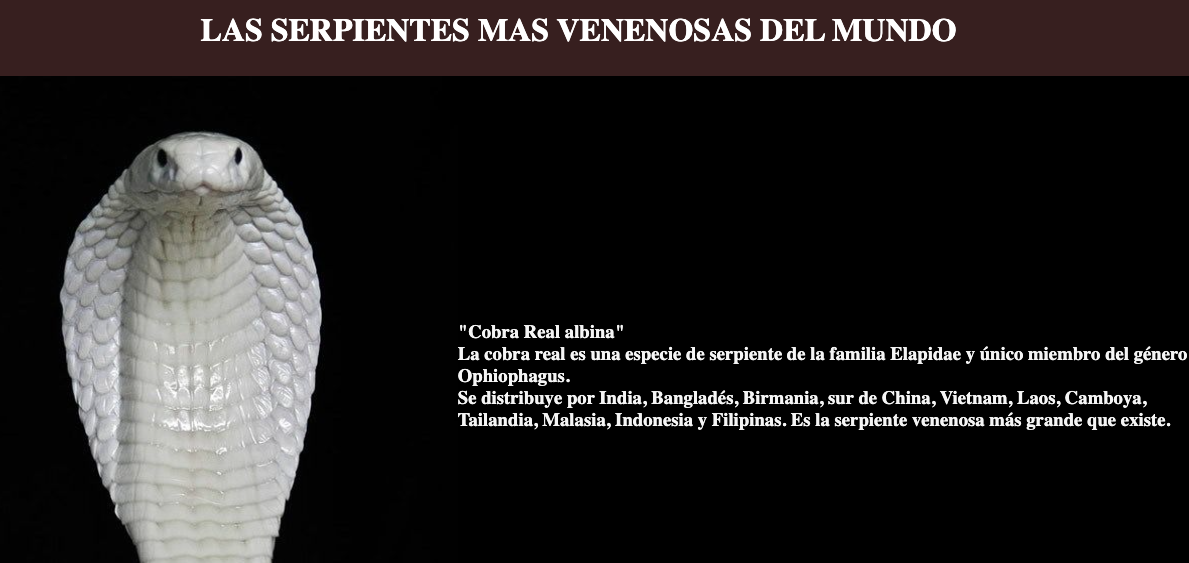 LAS SERPIENTES MAS VENENOSAS DEL MUNDO
"Cobra Real albina"
La cobra real es una especie de serpiente de la familia Elapidae y único miembro del género
Ophiophagus.
Se distribuye por India, Bangladés, Birmania, sur de China, Vietnam, Laos, Camboya,
Tailandia, Malasia, Indonesia y Filipinas. Es la serpiente venenosa más grande que existe.